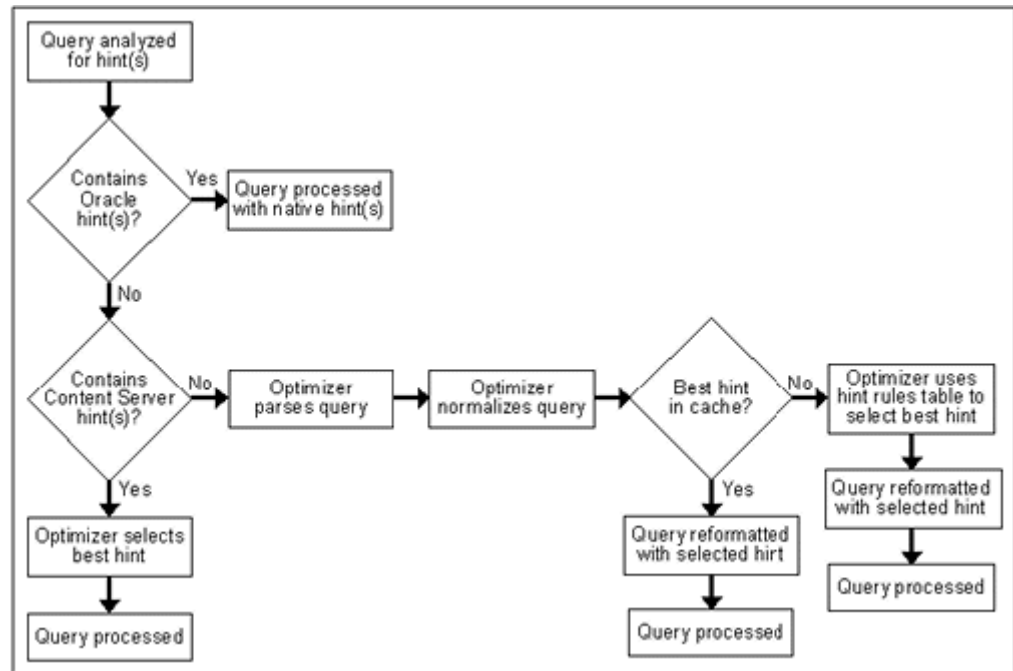 Query analyzed
for hint(s)
Contains
Oracle
hint(s)?
Yes
Query processed
with native hint(s)
No
Contains
Content Server
hint(s)?
No
Optimizer
parses query
Optimizer
normalizes query
Best hint
in cache?
No
Optimizer uses
hint rules table to
select best hint
Yes
Optimizer selects
best hint
Query processed
Yes
Query reformatted
with selected hirt
Query processed
Query reformatted
with selected hint
Query processed